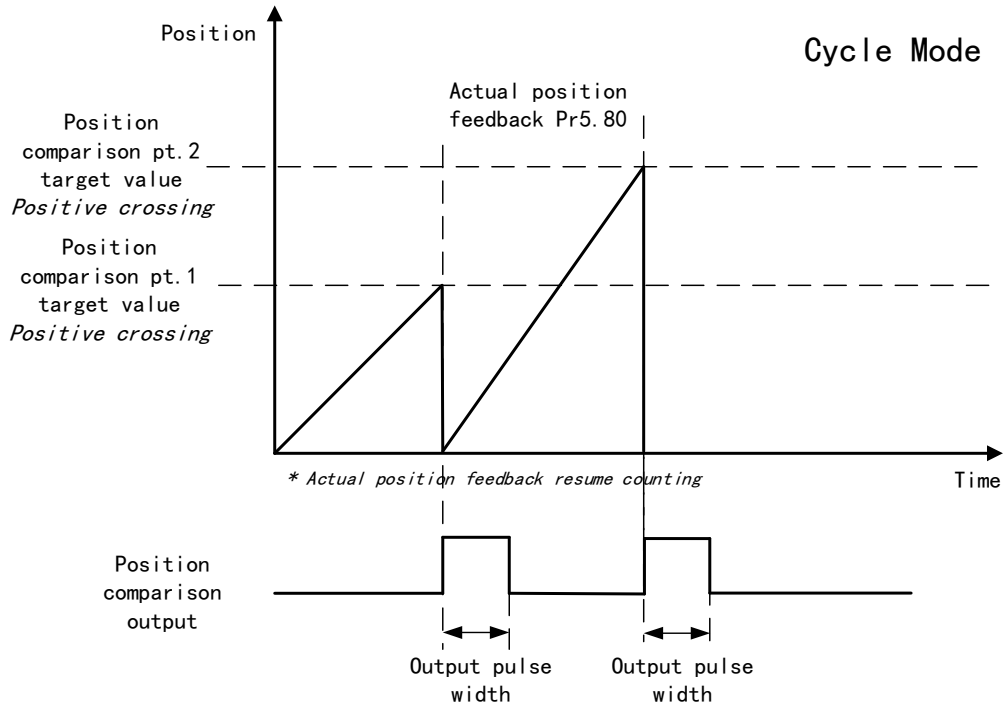 Cycle Mode
Position
Actual position
feedback Pr5.80
Position
comparison pt.2
target value
Positive crossing
Position
comparison pt.1
target value
Positive crossing
* Actual position feedback resume counting
Time
Position
comparison
output
Output pulse
width
Output pulse
width